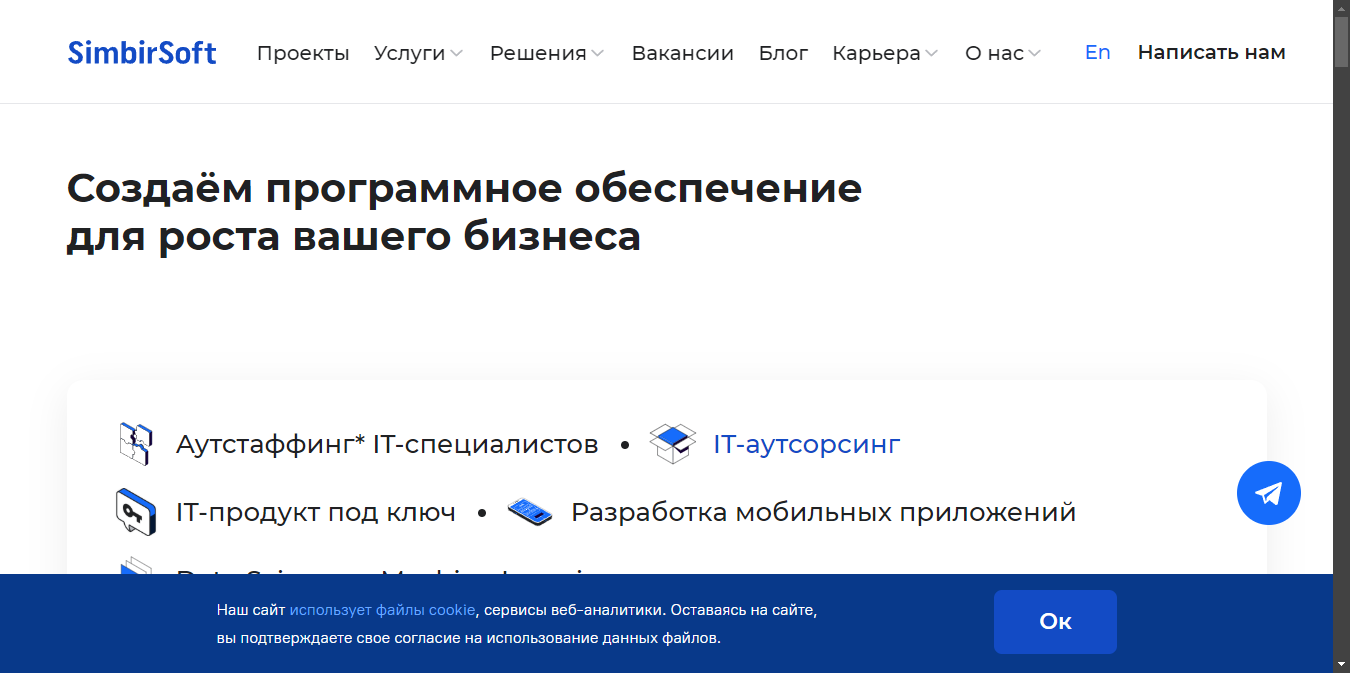 SimbirSoft Проекты Услуги Решения Вакансии Блог Карьера О нас En Написать нам
Создаём программное обеспечение
для роста вашего бизнеса
Аутстаффинг* IT-специалистов • IT-аутсорсинг
IT-продукт под ключ • Разработка мобильных приложений
Наш сайт использует файлы cookie, сервисы веб-аналитики. Оставаясь на сайте,
вы подтверждаете свое согласие на использование данных файлов.
Ок